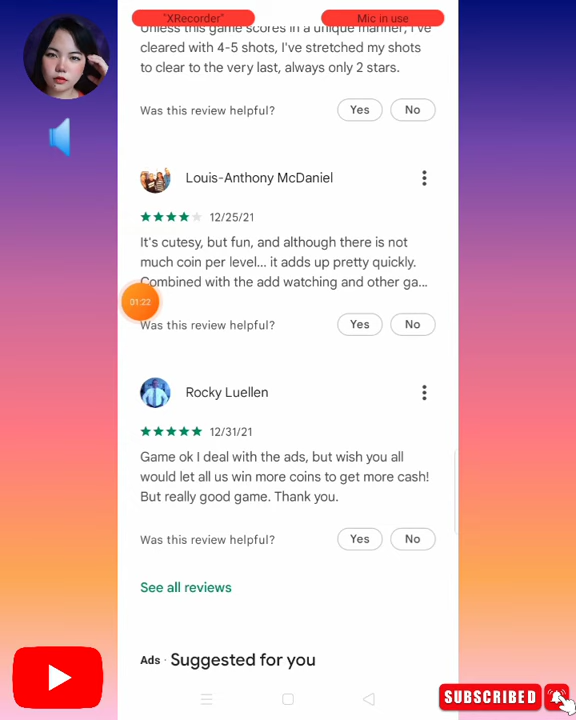 "XRecorder" Mic in use
Unless this game scores in a unique manner, I've
cleared with 4-5 shots, I've stretched my shots
to clear to the very last, always only 2 stars.
Was this review helpful? Yes No
Louis-Anthony McDaniel
12/25/21
It's cutesy, but fun, and although there is not
much coin per level... it adds up pretty quickly.
Combined with the add watching and other ga...
01:22
Was this review helpful? Yes No
Rocky Luellen
12/31/21
Game ok I deal with the ads, but wish you all
would let all us win more coins to get more cash!
But really good game. Thank you.
Was this review helpful? Yes No
See all reviews
Ads · Suggested for you
SUBSCRIBED